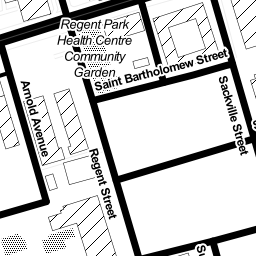 Regent Park
Health Centre
Community
Garden
Saint Bartholomew Street
Arnold Avenue
Sackville Street
Regent Street